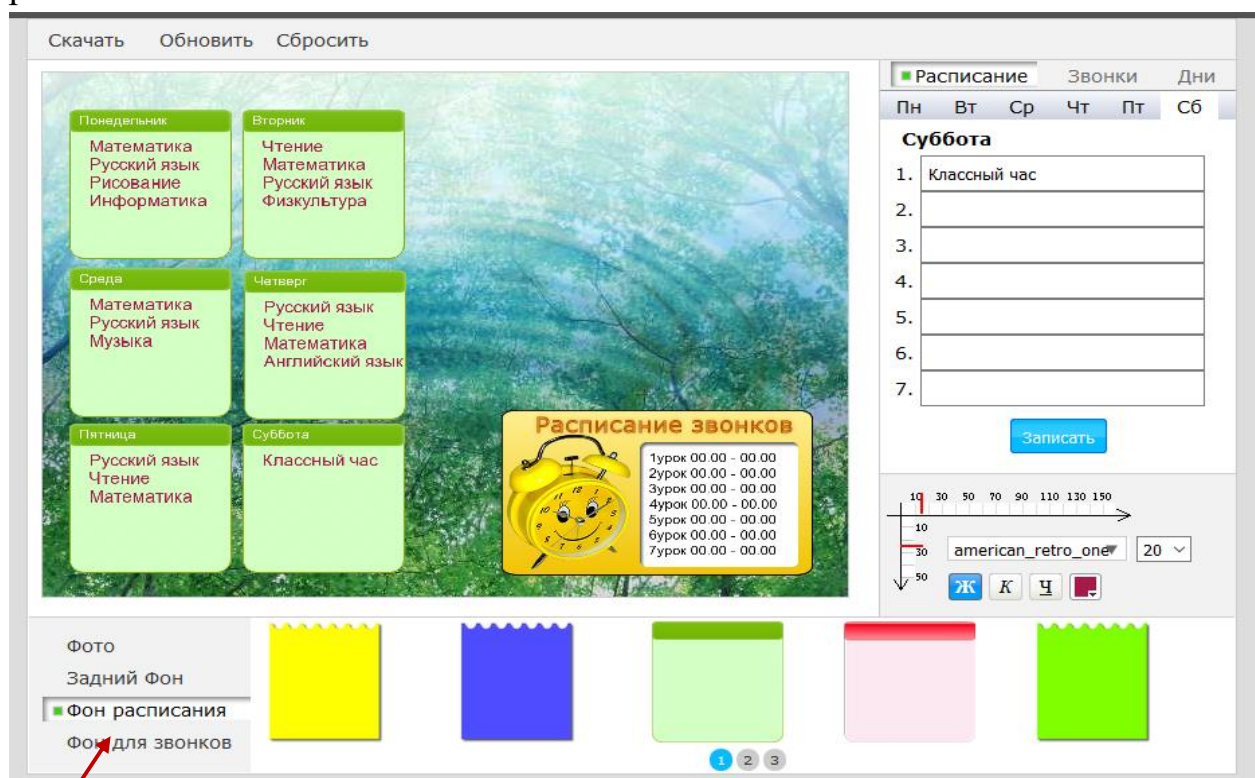 Скачать Обновить Сбросить
Понедельник
Математика
Русский язык
Рисование
Информатика
Вторник
Чтение
Математика
Русский язык
Физкультура
Среда
Математика
Русский язык
Музыка
Четверг
Русский язык
Чтение
Математика
Английский язык
Пятница
Русский язык
Чтение
Математика
Суббота
Классный час
Расписание звонков
1урок 00.00 - 00.00
2урок 00.00 - 00.00
3урок 00.00 - 00.00
4урок 00.00 - 00.00
5урок 00.00 - 00.00
6урок 00.00 - 00.00
7урок 00.00 - 00.00
Расписание Звонки Дни
Пн Вт Ср Чт Пт Сб
Суббота
1. Классный час
2.
3.
4.
5.
6.
7.
Записать
10 30 50 70 90 110 130 150
10
30
50
american_retro_one 20
Ж К Ч
Фото
Задний Фон
Фон расписания
Фон для звонков
1 2 3